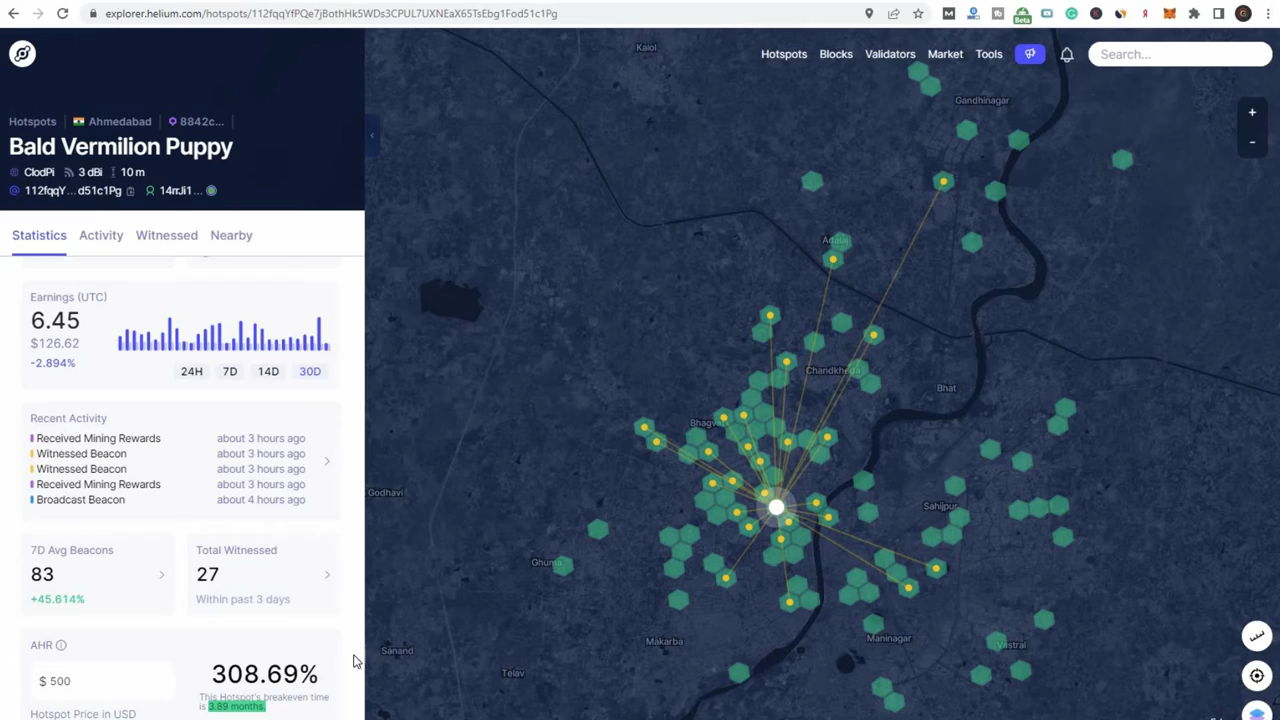 explorer.helium.com/hotspots/112fqqYfPQe7jBothHk5WDs3CPUL7UXNEaX65TsEbg1Fod51c1Pg
Beta
Hotspots
Blocks
Validators
Market
Tools
Search...
Hotspots
Ahmedabad
8842c...
Bald Vermilion Puppy
ClodPi
3 dBi
10 m
112fqqY... d51c1Pg
14rrJi1...
Statistics
Activity
Witnessed
Nearby
Earnings (UTC)
6.45
$126.62
-2.894%
24H
7D
14D
30D
Recent Activity
Received Mining Rewards about 3 hours ago
Witnessed Beacon about 3 hours ago
Witnessed Beacon about 3 hours ago
Received Mining Rewards about 3 hours ago
Broadcast Beacon about 4 hours ago
7D Avg Beacons
83
+45.614%
Total Witnessed
27
Within past 3 days
AHR
$ 500
Hotspot Price in USD
308.69%
This Hotspot's breakeven time
is 3.89 months.
Kalol
Gandhinagar
+
-
Adalaj
Chandkheda
Bhat
Godhavi
Sahijpur
Ghuma
Makarba
Maninagar
Vastral
Sanand
Telav